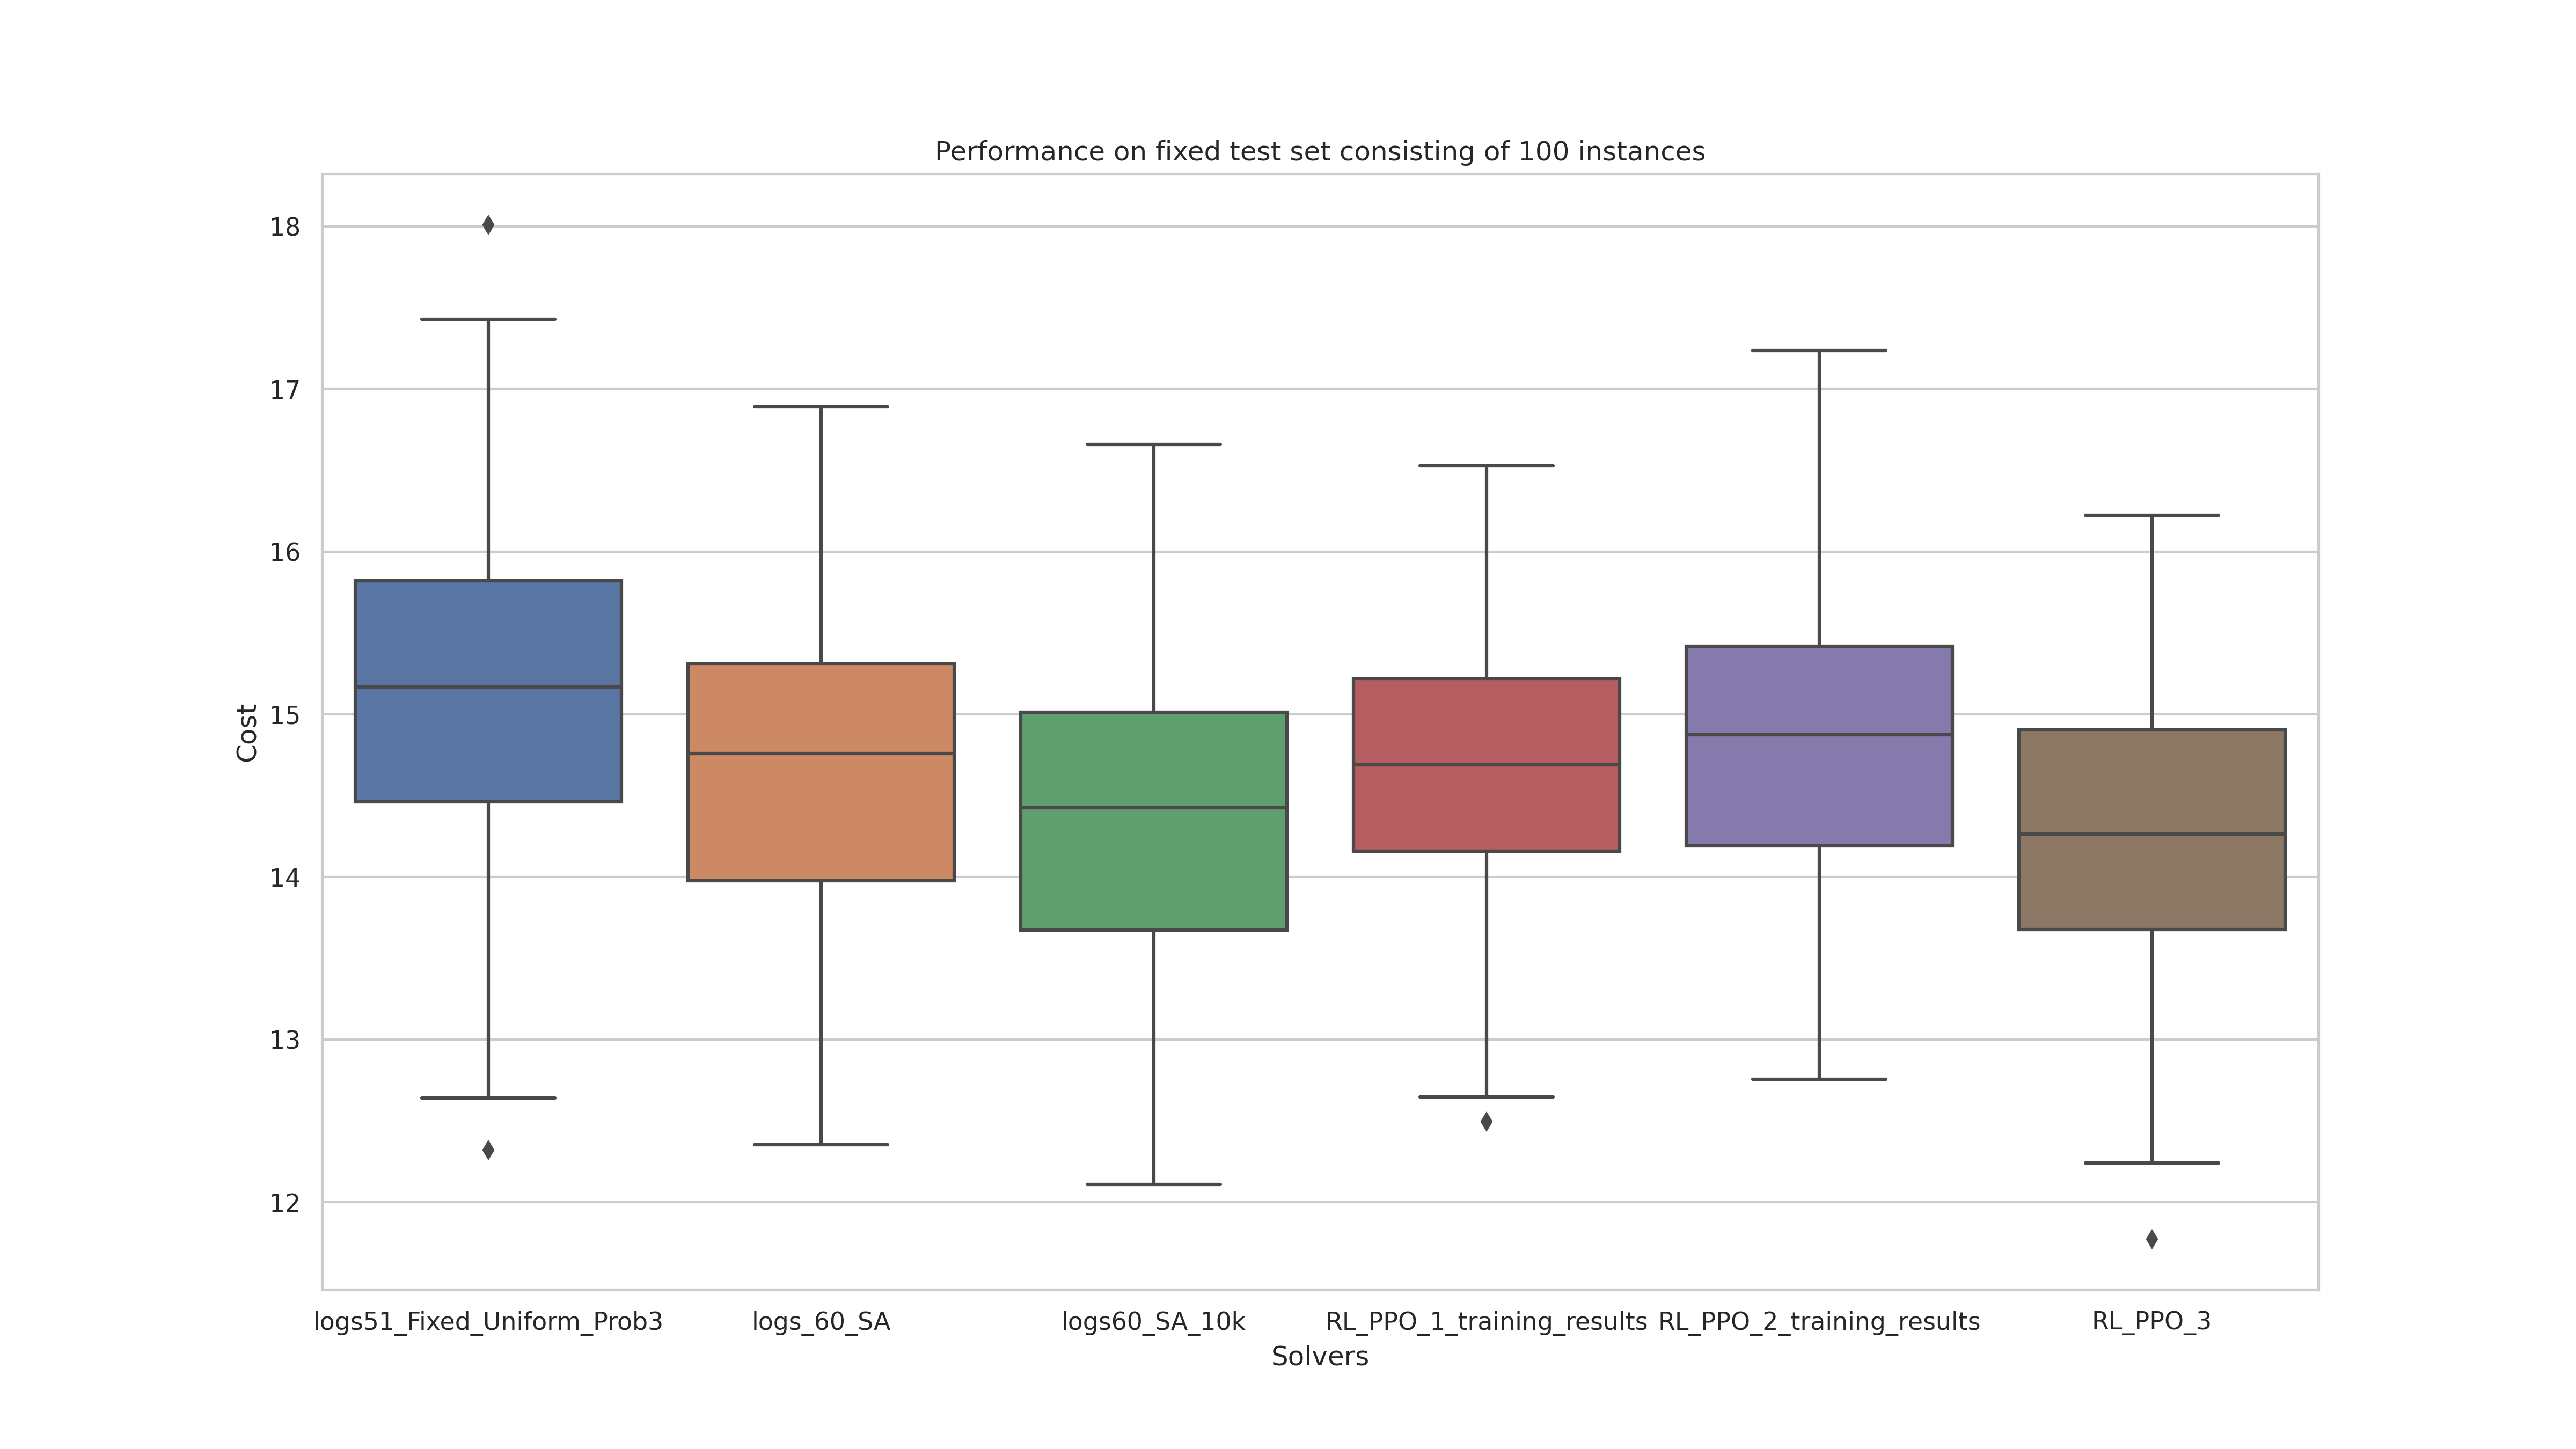 Performance on fixed test set consisting of 100 instances
18
17
16
15
14
13
12
Cost
logs51_Fixed_Uniform_Prob3 logs_60_SA logs60_SA_10k RL_PPO_1_training_results RL_PPO_2_training_results RL_PPO_3
Solvers